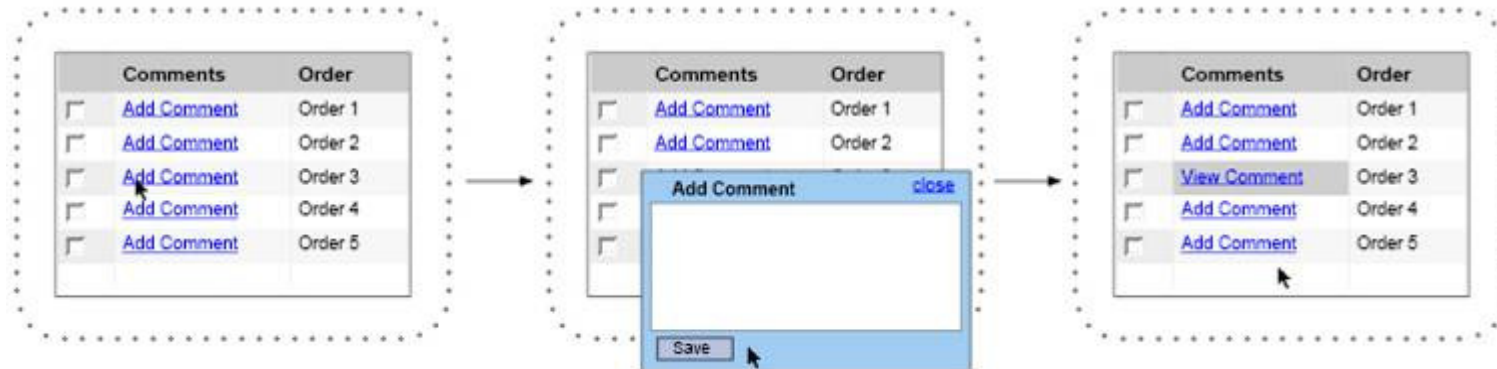 Comments Order
Add Comment Order 1
Add Comment Order 2
Add Comment Order 3
Add Comment Order 4
Add Comment Order 5
Comments Order
Add Comment Order 1
Add Comment Order 2
Add Comment close
Save
Comments Order
Add Comment Order 1
Add Comment Order 2
View Comment Order 3
Add Comment Order 4
Add Comment Order 5